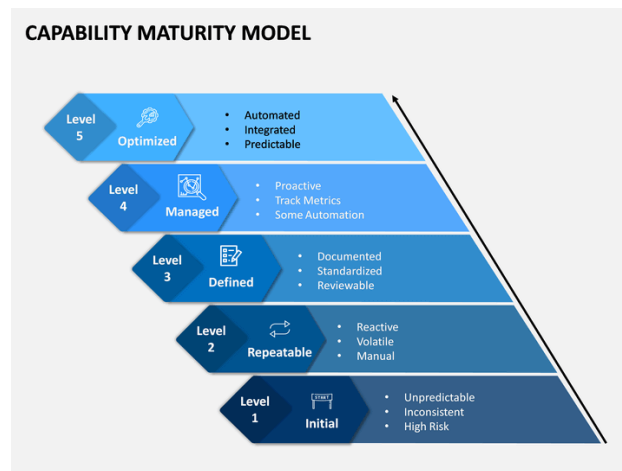 CAPABILITY MATURITY MODEL
Level
5
Optimized
• Automated
• Integrated
• Predictable
Level
4
Managed
• Proactive
• Track Metrics
• Some Automation
Level
3
Defined
• Documented
• Standardized
• Reviewable
Level
2
Repeatable
• Reactive
• Volatile
• Manual
Level
1
START
Initial
• Unpredictable
• Inconsistent
• High Risk